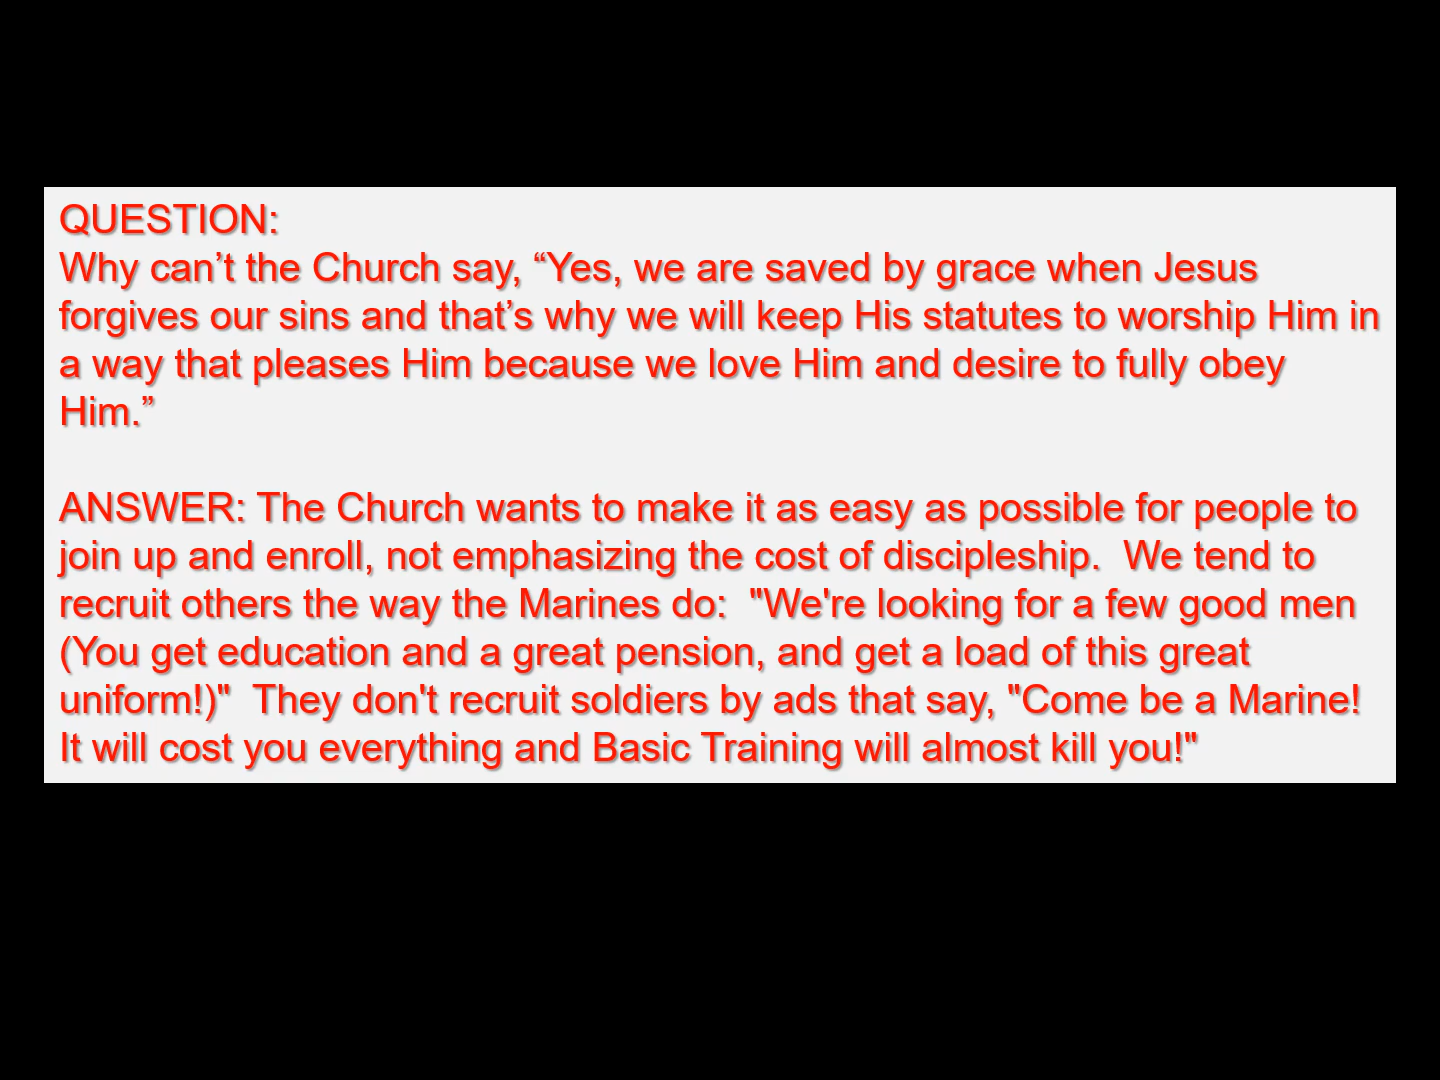 QUESTION:
Why can’t the Church say, “Yes, we are saved by grace when Jesus
forgives our sins and that’s why we will keep His statutes to worship Him in
a way that pleases Him because we love Him and desire to fully obey
Him.”
ANSWER: The Church wants to make it as easy as possible for people to
join up and enroll, not emphasizing the cost of discipleship.  We tend to
recruit others the way the Marines do:  "We're looking for a few good men
(You get education and a great pension, and get a load of this great
uniform!)"  They don't recruit soldiers by ads that say, "Come be a Marine!
It will cost you everything and Basic Training will almost kill you!"